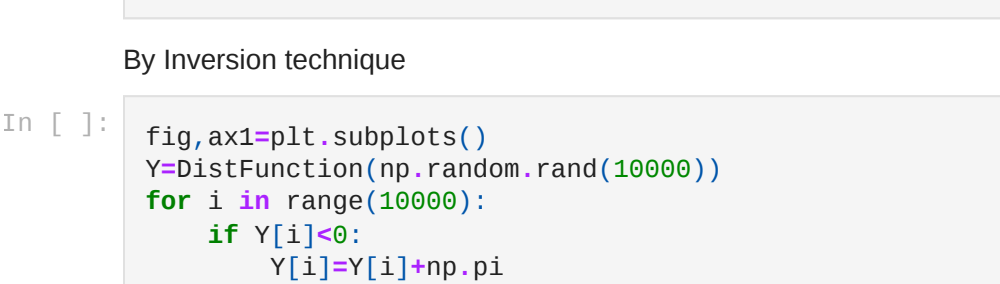 By Inversion technique
In [ ]:
fig,ax1=plt.subplots()
Y=DistFunction(np.random.rand(10000))
for i in range(10000):
    if Y[i]<0:
        Y[i]=Y[i]+np.pi